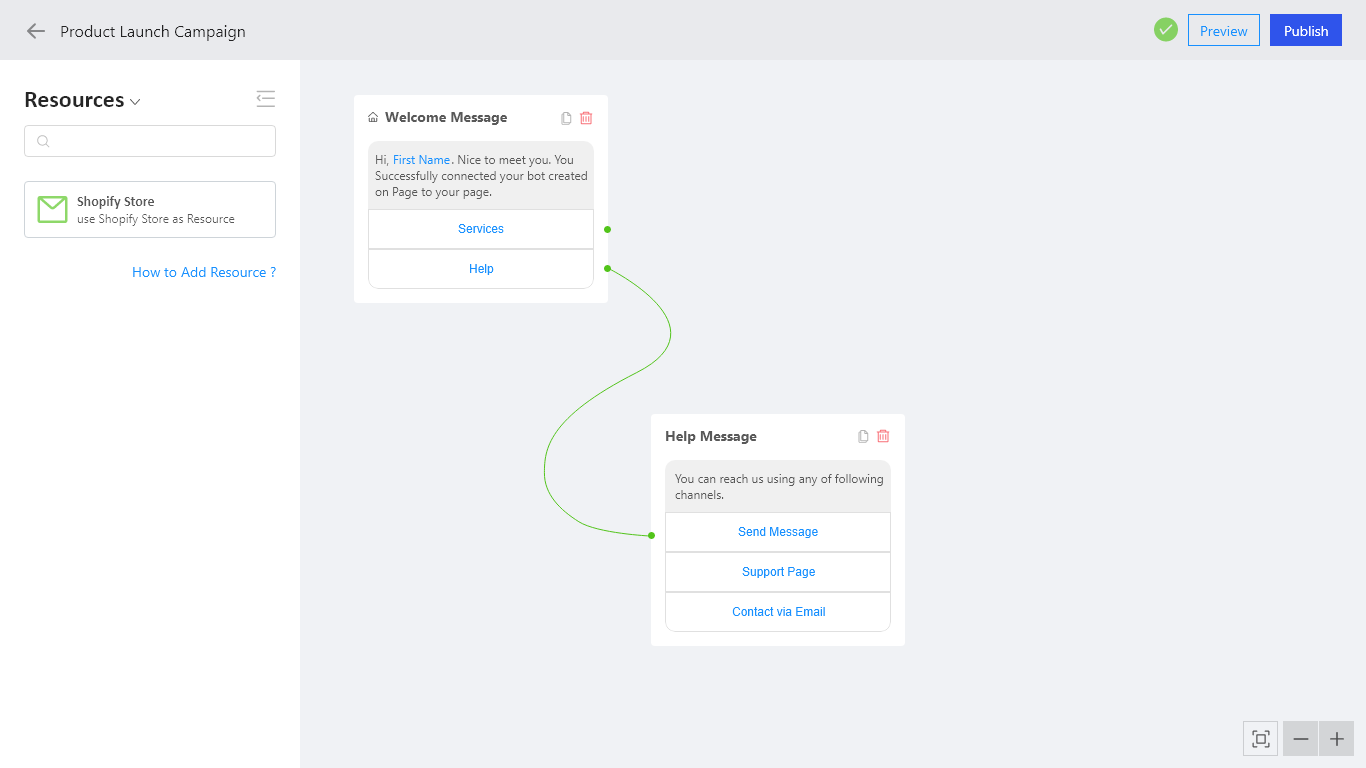 Product Launch Campaign
Preview
Publish
Resources
Shopify Store
use Shopify Store as Resource
How to Add Resource ?
Welcome Message
Hi, First Name. Nice to meet you. You
Successfully connected your bot created
on Page to your page.
Services
Help
Help Message
You can reach us using any of following
channels.
Send Message
Support Page
Contact via Email